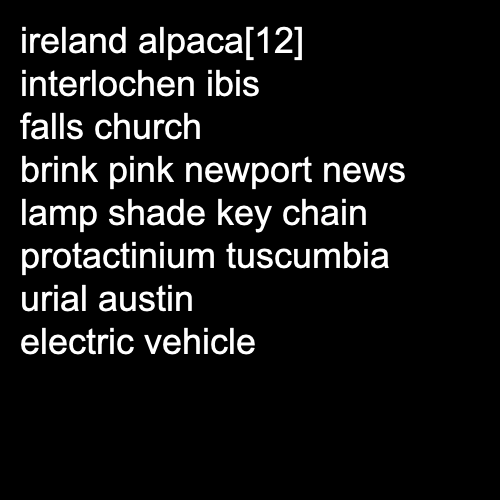 ireland alpaca[12]
interlochen ibis
falls church
brink pink newport news
lamp shade key chain
protactinium tuscumbia
urial austin
electric vehicle